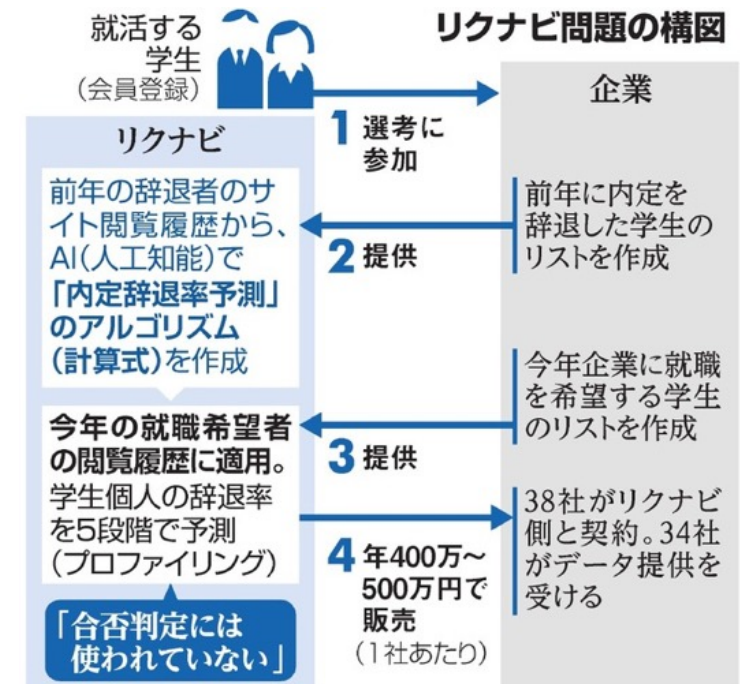 リクナビ問題の構図
就活する
学生
(会員登録)
企業
1 選考に
参加
リクナビ
前年に内定を
辞退した学生の
リストを作成
2 提供
前年の辞退者のサ
イト閲覧履歴から、
AI(人工知能)で
「内定辞退率予測」
のアルゴリズム
(計算式)を作成
今年企業に就職
を希望する学生
のリストを作成
3 提供
今年の就職希望者
の閲覧履歴に適用。
学生個人の辞退率
を5段階で予測
(プロファイリング)
4 年400万～
500万円で
販売
(1社あたり)
38社がリクナビ
側と契約。34社
がデータ提供を
受ける
「合否判定には
使われていない」